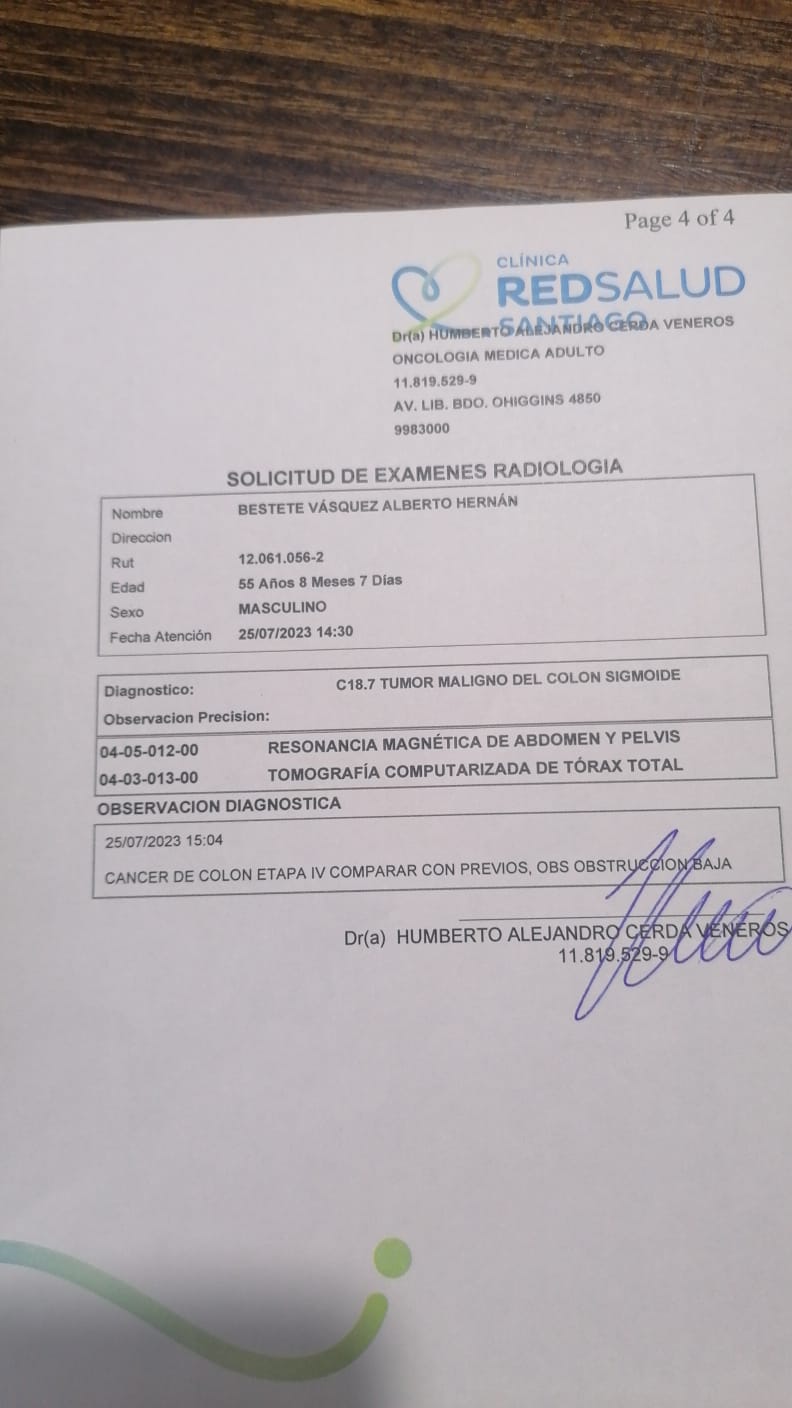 Page 4 of 4
CLÍNICA
REDSALUD
SANTIAGO
Dr(a) HUMBERTO ALEJANDRO CERDA VENEROS
ONCOLOGIA MEDICA ADULTO
11.819.529-9
AV. LIB. BDO. OHIGGINS 4850
9983000
SOLICITUD DE EXAMENES RADIOLOGIA
Nombre BESTETE VÁSQUEZ ALBERTO HERNÁN
Direccion
Rut 12.061.056-2
Edad 55 Años 8 Meses 7 Días
Sexo MASCULINO
Fecha Atención 25/07/2023 14:30
Diagnostico: C18.7 TUMOR MALIGNO DEL COLON SIGMOIDE
Observacion Precision:
04-05-012-00 RESONANCIA MAGNÉTICA DE ABDOMEN Y PELVIS
04-03-013-00 TOMOGRAFÍA COMPUTARIZADA DE TÓRAX TOTAL
OBSERVACION DIAGNOSTICA
25/07/2023 15:04
CANCER DE COLON ETAPA IV COMPARAR CON PREVIOS, OBS OBSTRUCCION BAJA
Dr(a) HUMBERTO ALEJANDRO CERDA VENEROS
11.819.529-9